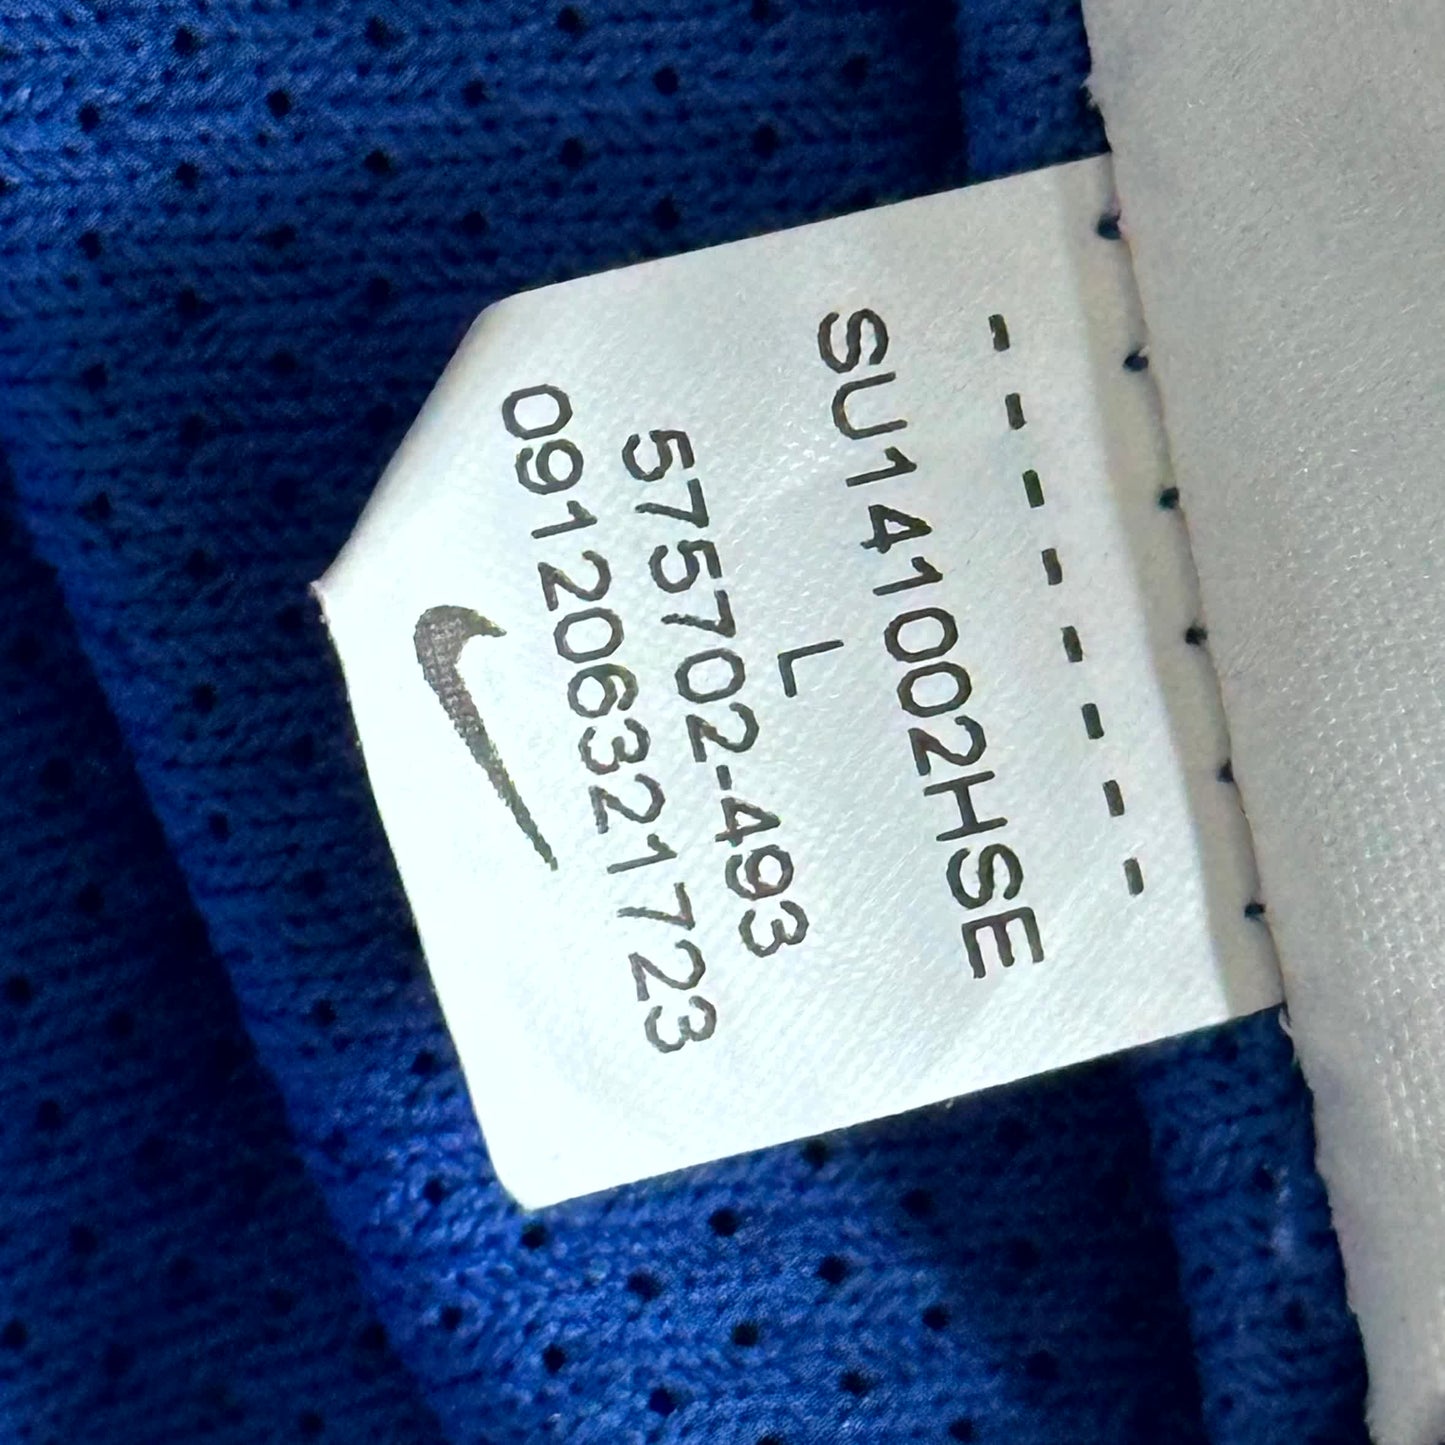 --------
SU141002HSE
L
575702-493
091206321723